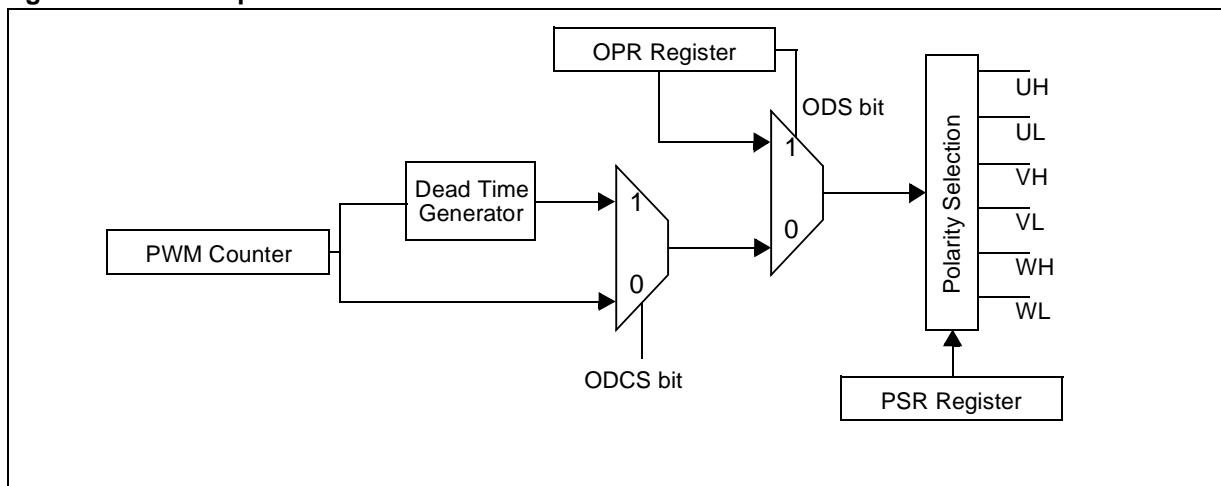 OPR Register
ODS bit
1
0
Dead Time
Generator
1
0
PWM Counter
ODCS bit
Polarity Selection
UH
UL
VH
VL
WH
WL
PSR Register